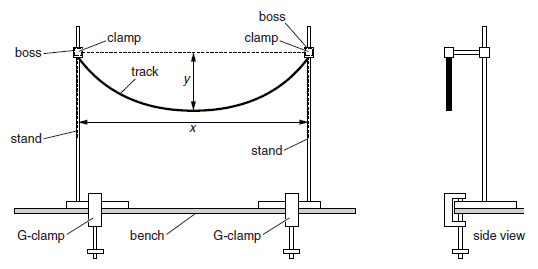 boss
clamp
clamp
boss
track
y
x
stand
stand
G-clamp
bench
G-clamp
side view